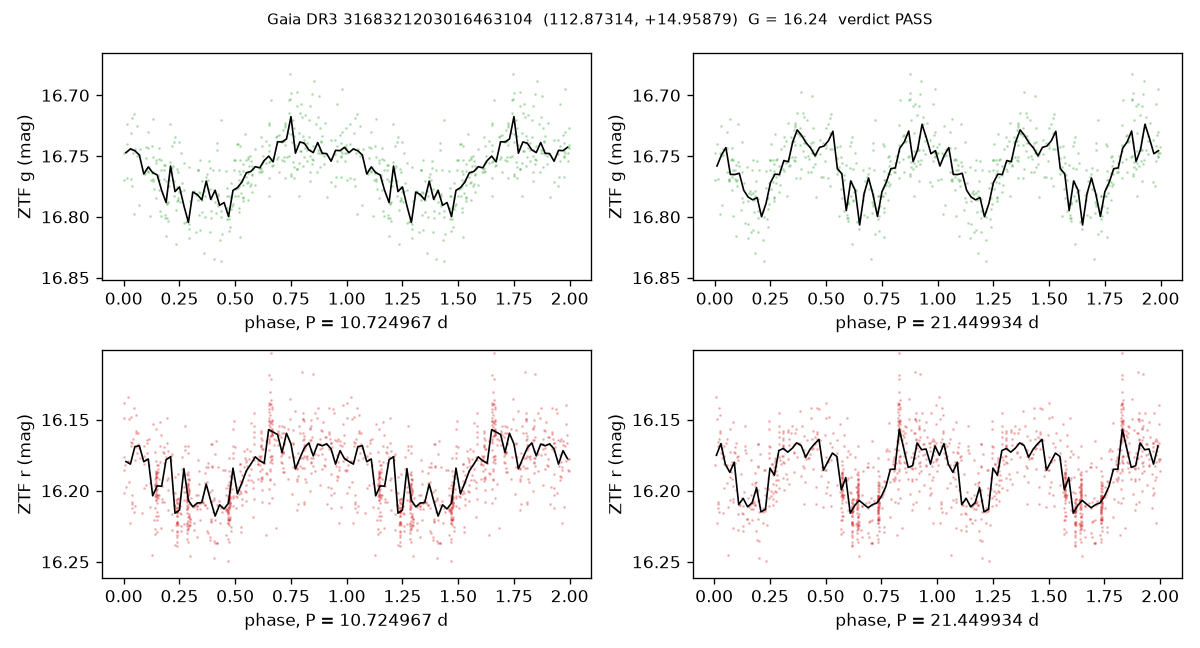 Gaia DR3 3168321203016463104  (112.87314, +14.95879)  G = 16.24  verdict PASS
ZTF g (mag)
16.70
16.75
16.80
16.85
0.00 0.25 0.50 0.75 1.00 1.25 1.50 1.75 2.00
phase, P = 10.724967 d
ZTF g (mag)
16.70
16.75
16.80
16.85
0.00 0.25 0.50 0.75 1.00 1.25 1.50 1.75 2.00
phase, P = 21.449934 d
ZTF r (mag)
16.15
16.20
16.25
0.00 0.25 0.50 0.75 1.00 1.25 1.50 1.75 2.00
phase, P = 10.724967 d
ZTF r (mag)
16.15
16.20
16.25
0.00 0.25 0.50 0.75 1.00 1.25 1.50 1.75 2.00
phase, P = 21.449934 d